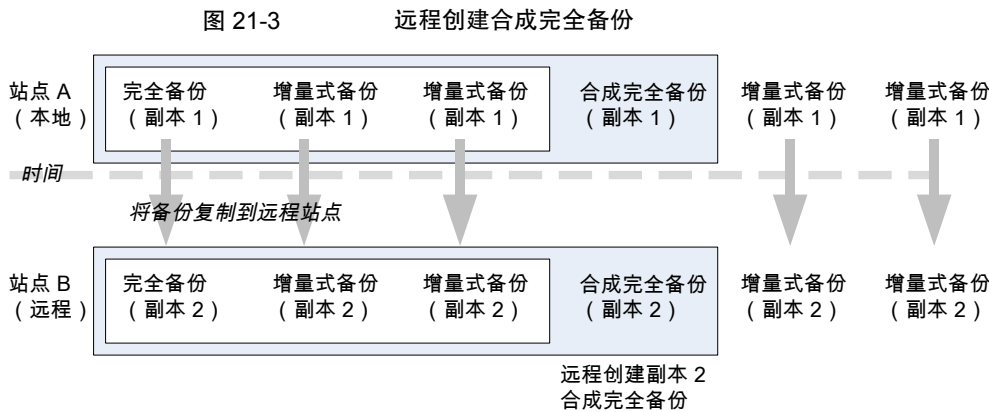 图 21-3 远程创建合成完全备份
站点 A 完全备份 增量式备份 增量式备份 合成完全备份 增量式备份 增量式备份
（本地）（副本 1）（副本 1）（副本 1）（副本 1）（副本 1）（副本 1）
时间
将备份复制到远程站点
站点 B 完全备份 增量式备份 增量式备份 合成完全备份 增量式备份 增量式备份
（远程）（副本 2）（副本 2）（副本 2）（副本 2）（副本 2）（副本 2）
远程创建副本 2
合成完全备份